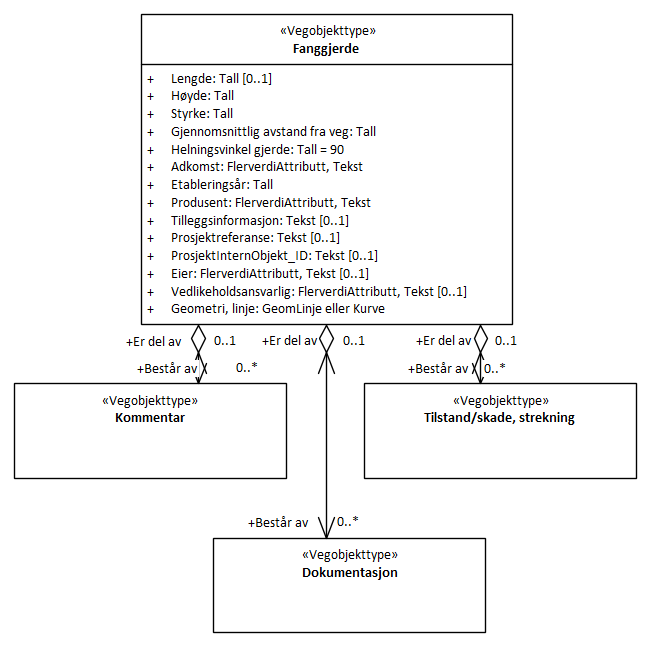 «Vegobjekttype»
Fanggjerde
+ Lengde: Tall [0..1]
+ Høyde: Tall
+ Styrke: Tall
+ Gjennomsnittlig avstand fra veg: Tall
+ Helningsvinkel gjerde: Tall = 90
+ Adkomst: FlerverdiAttributt, Tekst
+ Etableringsår: Tall
+ Produsent: FlerverdiAttributt, Tekst
+ Tilleggsinformasjon: Tekst [0..1]
+ Prosjektreferanse: Tekst [0..1]
+ ProsjektInternObjekt_ID: Tekst [0..1]
+ Eier: FlerverdiAttributt, Tekst [0..1]
+ Vedlikeholdsansvarlig: FlerverdiAttributt, Tekst [0..1]
+ Geometri, linje: GeomLinje eller Kurve
+Er del av 0..1 +Er del av 0..1 +Er del av 0..1
+Består av 0..* +Består av 0..*
«Vegobjekttype»
Kommentar
«Vegobjekttype»
Tilstand/skade, strekning
+Består av 0..*
«Vegobjekttype»
Dokumentasjon